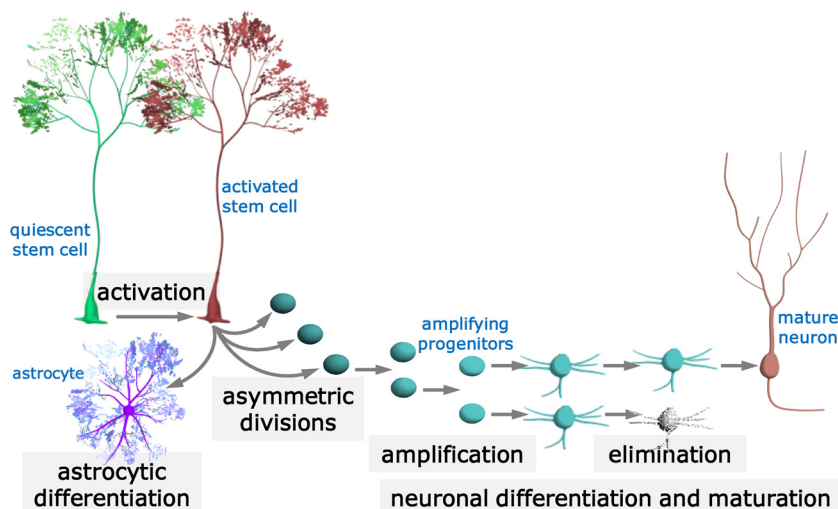 activated
stem cell
quiescent
stem cell
activation
amplifying
progenitors
mature
neuron
astrocyte
asymmetric
divisions
astrocytic
differentiation
amplification
elimination
neuronal differentiation and maturation